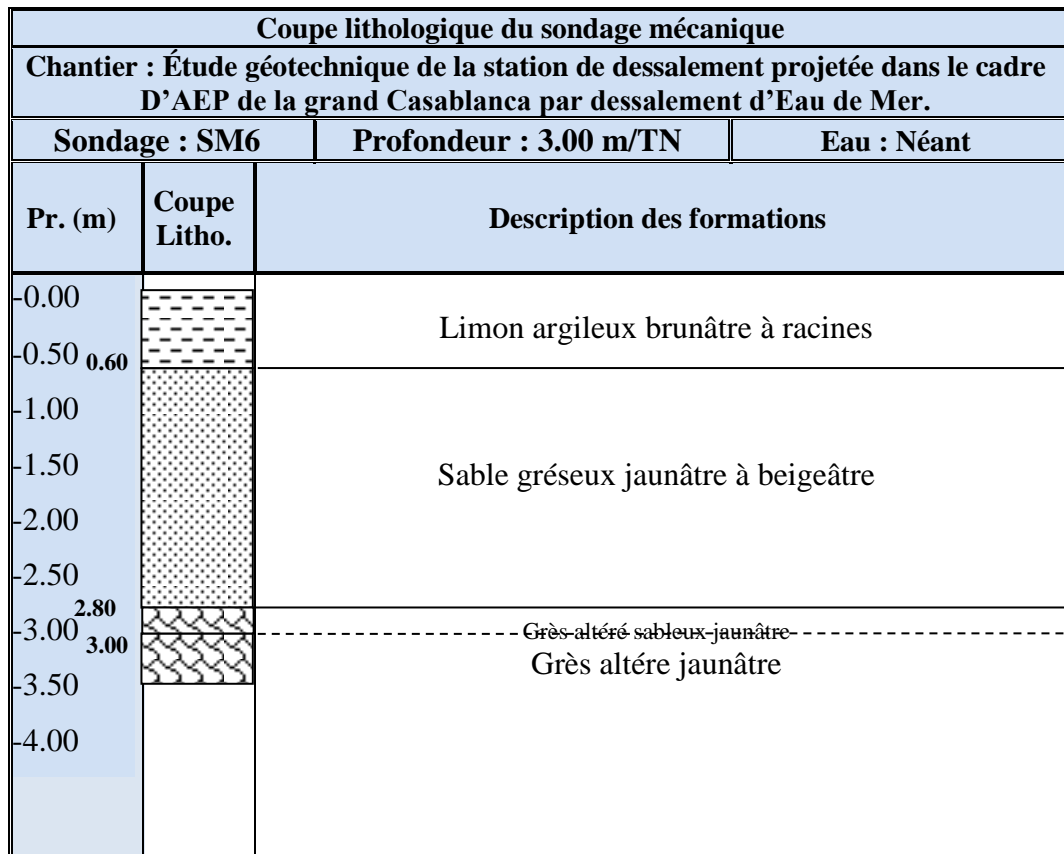 Coupe lithologique du sondage mécanique
Chantier : Étude géotechnique de la station de dessalement projetée dans le cadre
D’AEP de la grand Casablanca par dessalement d’Eau de Mer.
Sondage : SM6 Profondeur : 3.00 m/TN Eau : Néant
Pr. (m) Coupe Litho. Description des formations
-0.00
Limon argileux brunâtre à racines
-0.50 0.60
-1.00
-1.50
Sable gréseux jaunâtre à beigeâtre
-2.00
-2.50
2.80
-3.00 Grès altéré sableux jaunâtre
3.00
Grès altére jaunâtre
-3.50
-4.00